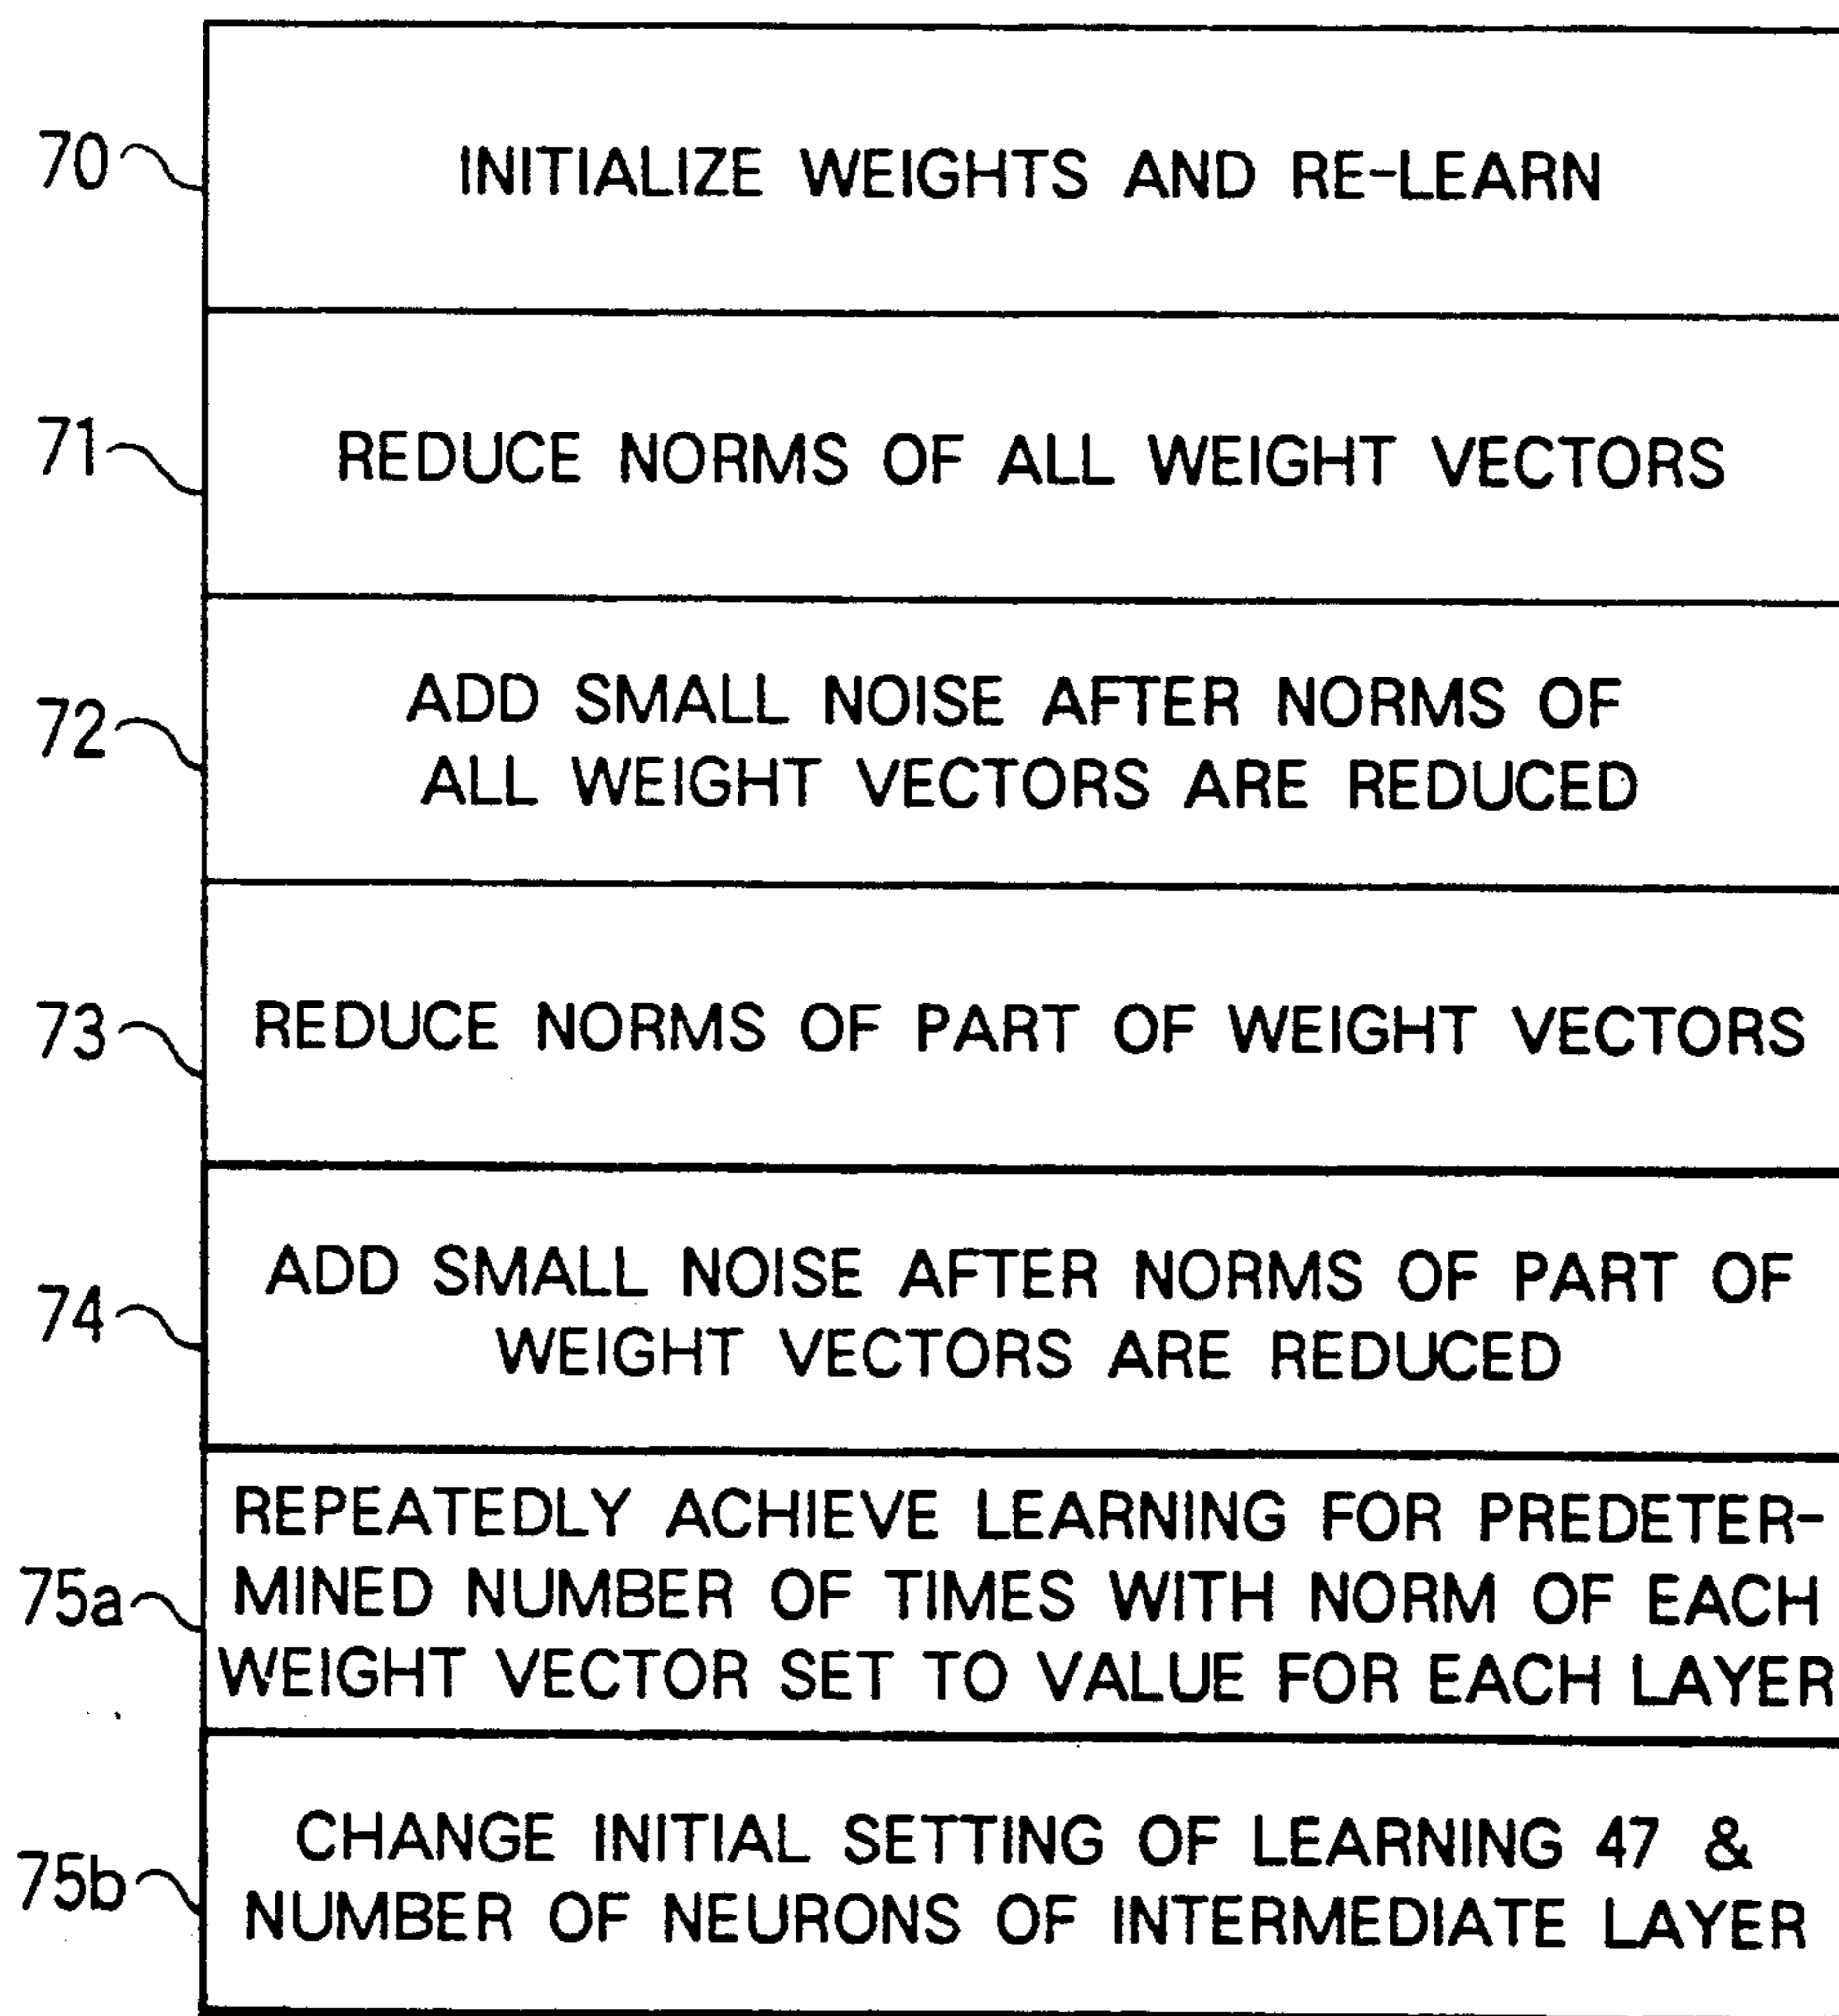 70
INITIALIZE WEIGHTS AND RE-LEARN
71
REDUCE NORMS OF ALL WEIGHT VECTORS
72
ADD SMALL NOISE AFTER NORMS OF
ALL WEIGHT VECTORS ARE REDUCED
73
REDUCE NORMS OF PART OF WEIGHT VECTORS
74
ADD SMALL NOISE AFTER NORMS OF PART OF
WEIGHT VECTORS ARE REDUCED
75a
REPEATEDLY ACHIEVE LEARNING FOR PREDETER-
MINED NUMBER OF TIMES WITH NORM OF EACH
WEIGHT VECTOR SET TO VALUE FOR EACH LAYER
75b
CHANGE INITIAL SETTING OF LEARNING 47 &
NUMBER OF NEURONS OF INTERMEDIATE LAYER